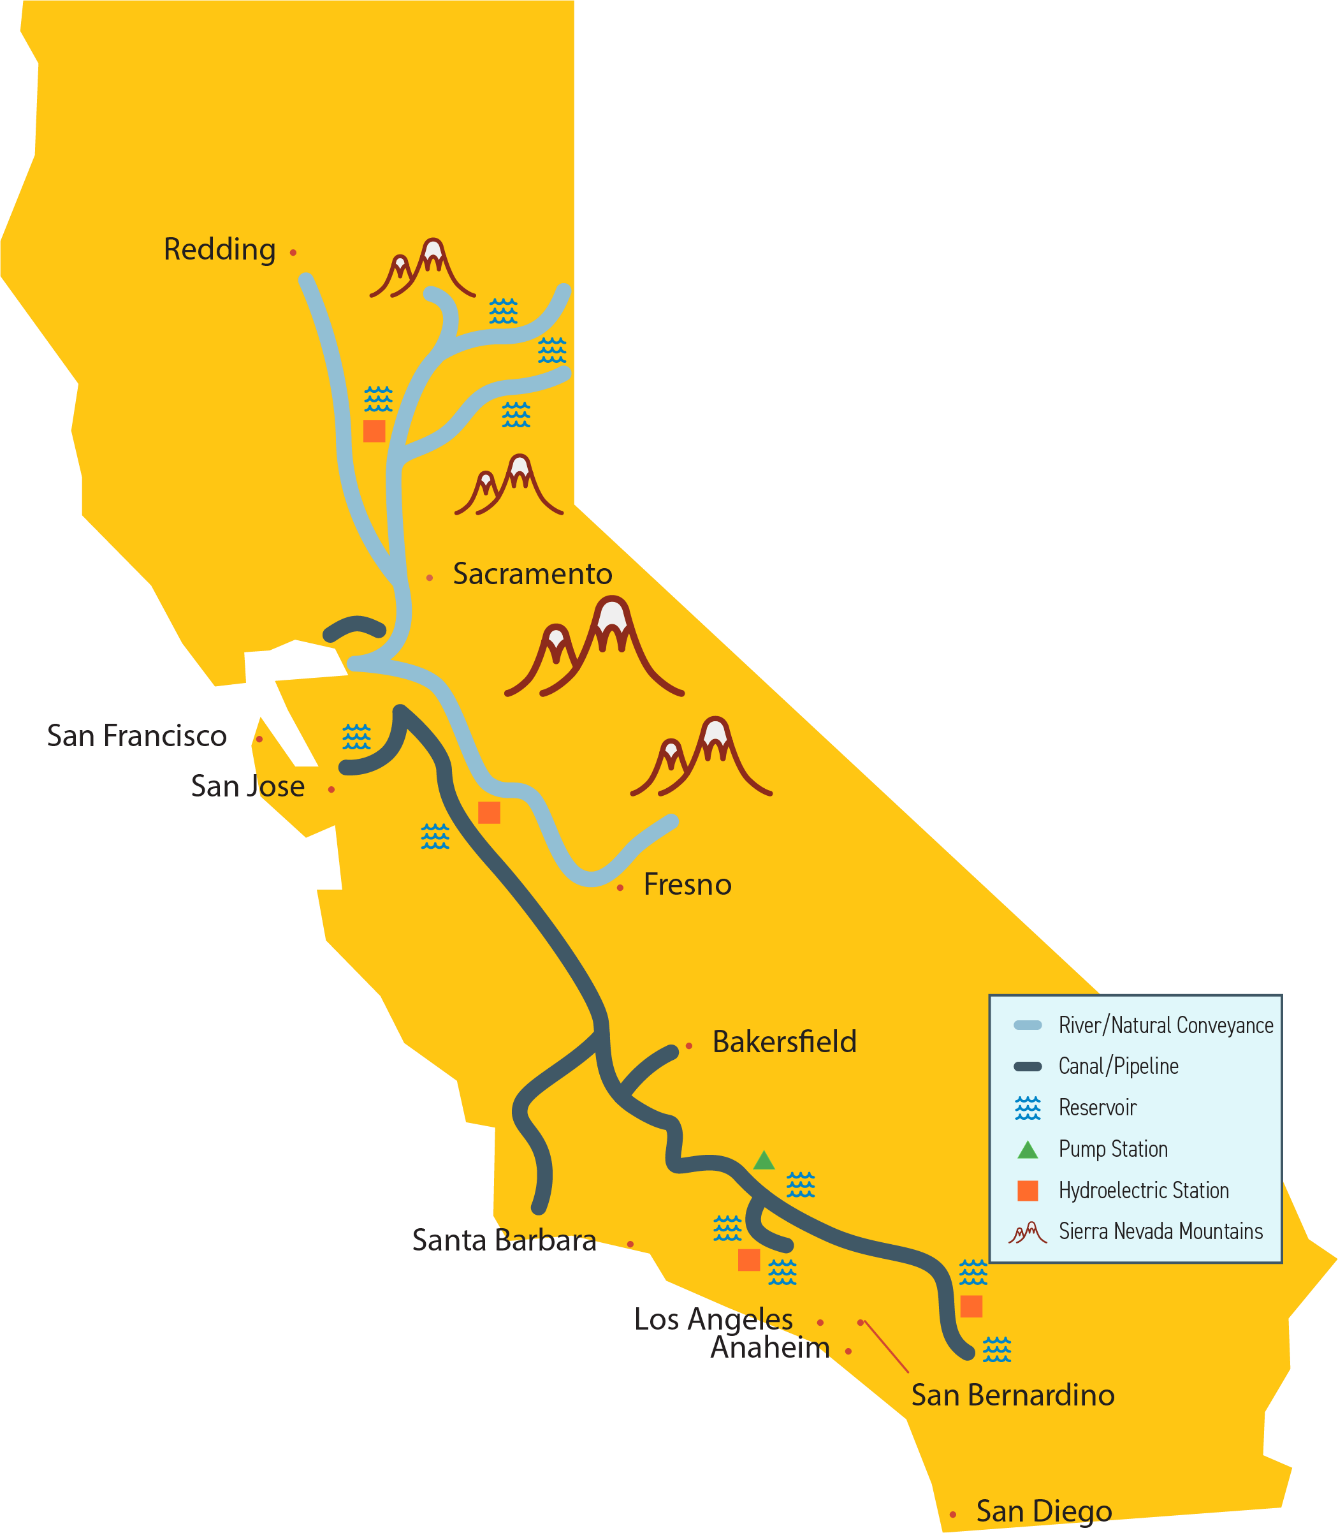 Redding
Sacramento
San Francisco
San Jose
Fresno
Bakersfield
River/Natural Conveyance
Canal/Pipeline
Reservoir
Pump Station
Hydroelectric Station
Sierra Nevada Mountains
Santa Barbara
Los Angeles
Anaheim
San Bernardino
San Diego